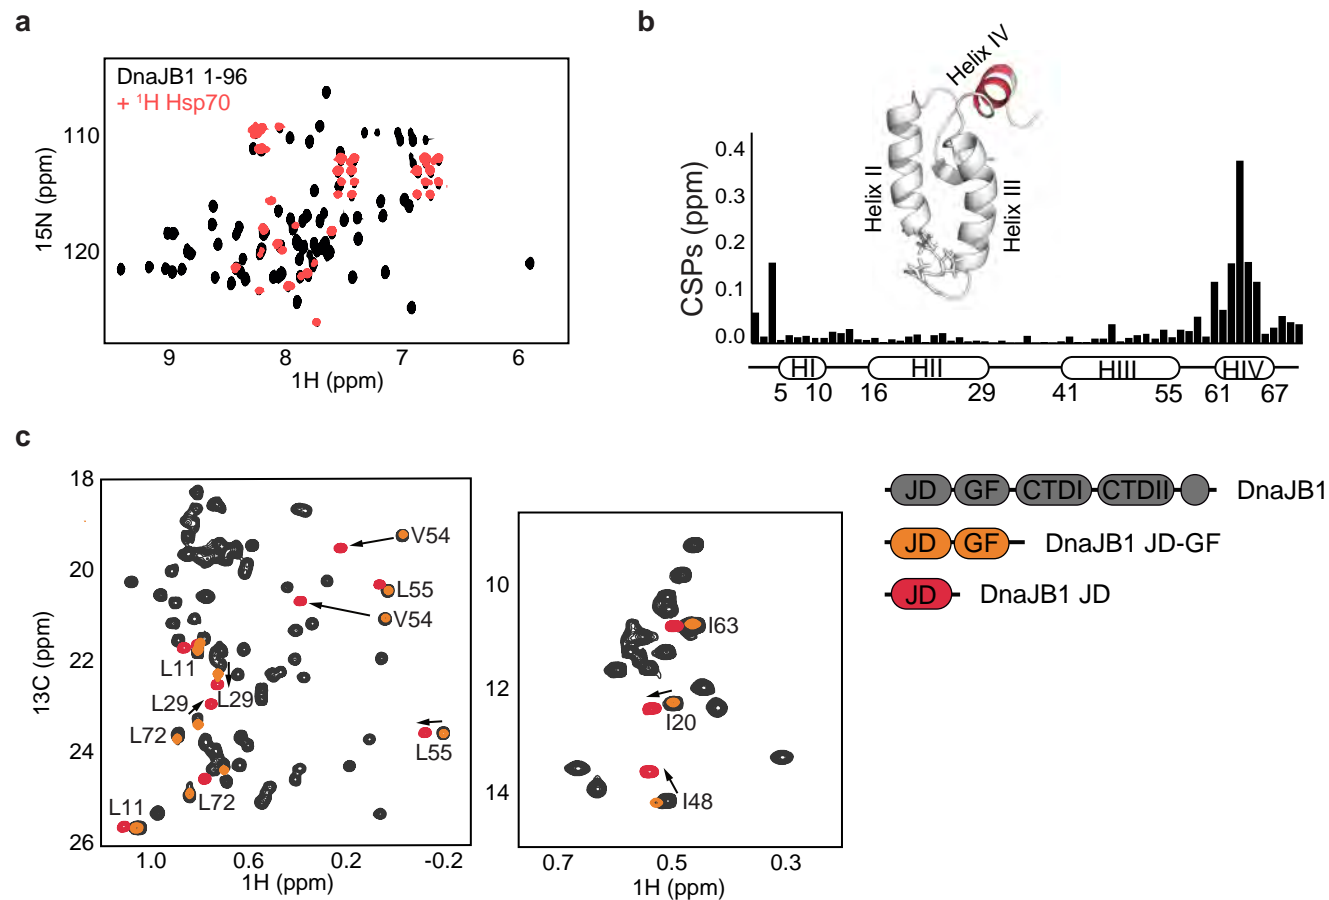 a
DnaJB1 1-96
+ ¹H Hsp70
110
120
15N (ppm)
9 8 7 6
1H (ppm)
b
Helix IV
Helix II
Helix III
0.4
0.3
0.2
0.1
0.0
CSPs (ppm)
HI HII HIII HIV
5 10 16 29 41 55 61 67
c
18
20
22
24
26
13C (ppm)
V54
L55
V54
L11
L29
L29
L72
L55
L72
L11
1.0 0.6 0.2 -0.2
1H (ppm)
10
12
14
I63
I20
I48
0.7 0.5 0.3
1H (ppm)
JD GF CTDI CTDII DnaJB1
JD GF DnaJB1 JD-GF
JD DnaJB1 JD